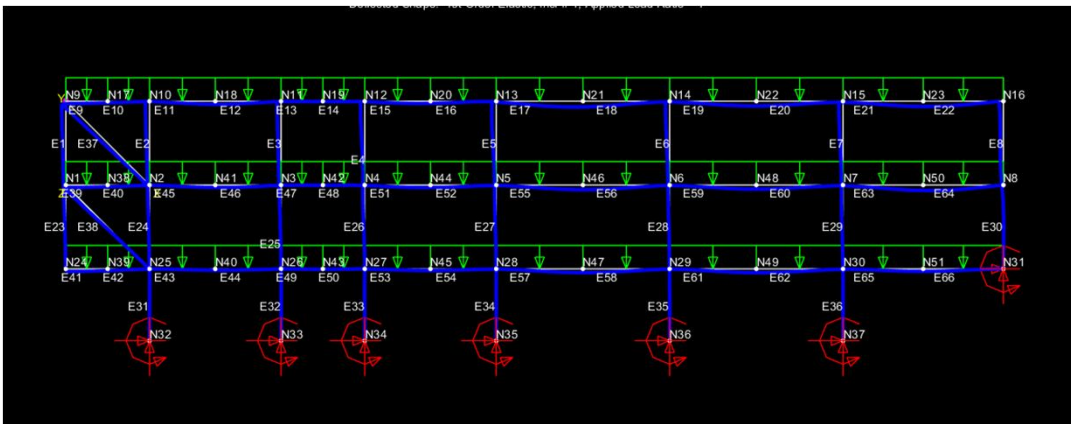 N9 N17 N10 N18 N11 N19 N12 N20 N13 N21 N14 N22 N15 N23 N16
Y E9 E10 E11 E12 E13 E14 E15 E16 E17 E18 E19 E20 E21 E22
E1 E37 E2 E3 E4 E5 E6 E7 E8
N1 N38 N2 N41 N3 N42 N4 N44 N5 N46 N6 N48 N7 N50 N8
Z E39 E40 X E45 E46 E47 E48 E51 E52 E55 E56 E59 E60 E63 E64
E23 E38 E24 E25 E26 E27 E28 E29 E30
N24 N39 N25 N40 N26 N43 N27 N45 N28 N47 N29 N49 N30 N51 N31
E41 E42 E43 E44 E49 E50 E53 E54 E57 E58 E61 E62 E65 E66
E31 E32 E33 E34 E35 E36
N32 N33 N34 N35 N36 N37